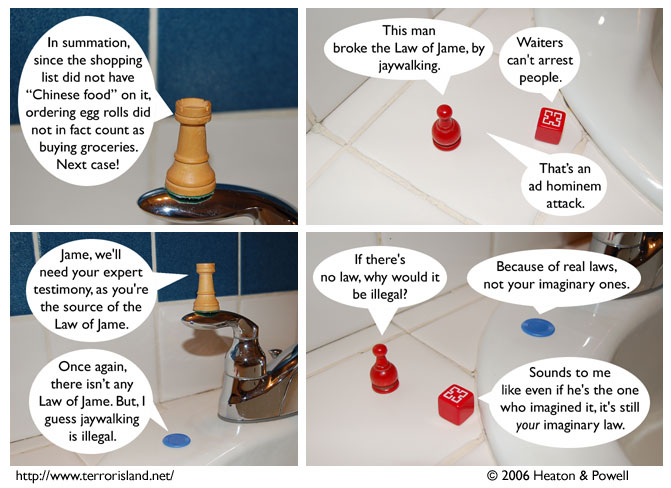 In summation,
since the shopping
list did not have
“Chinese food” on it,
ordering egg rolls did
not in fact count as
buying groceries.
Next case!
This man
broke the Law of Jame, by
jaywalking.
Waiters
can't arrest
people.
That's an
ad hominem
attack.
Jame, we'll
need your expert
testimony, as you're
the source of the
Law of Jame.
Once again,
there isn't any
Law of Jame. But, I
guess jaywalking
is illegal.
If there's
no law, why would it
be illegal?
Because of real laws,
not your imaginary ones.
Sounds to me
like even if he's the one
who imagined it, it's still
your imaginary law.
http://www.terrorisland.net/
© 2006 Heaton & Powell